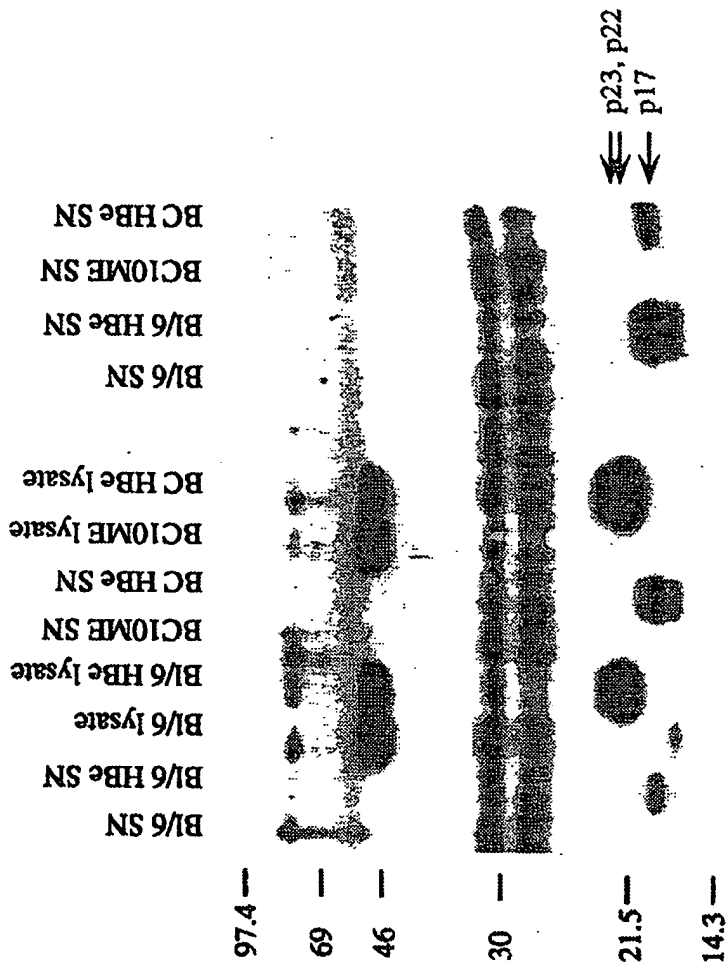 Bl/6 SN
Bl/6 HBe SN
Bl/6 lysate
Bl/6 HBe lysate
BC10ME SN
BC HBe SN
BC10ME lysate
BC HBe lysate
Bl/6 SN
Bl/6 HBe SN
BC10ME SN
BC HBe SN
97.4
69
46
30
21.5
14.3
p23, p22
p17